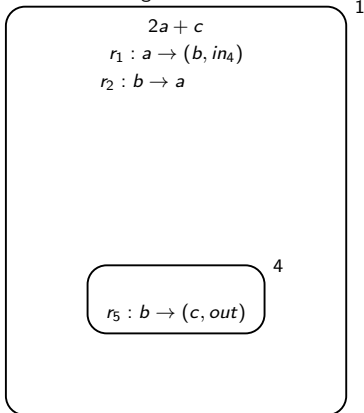 1
2a + c
r₁ : a → (b, in₄)
r₂ : b → a
4
r₅ : b → (c, out)